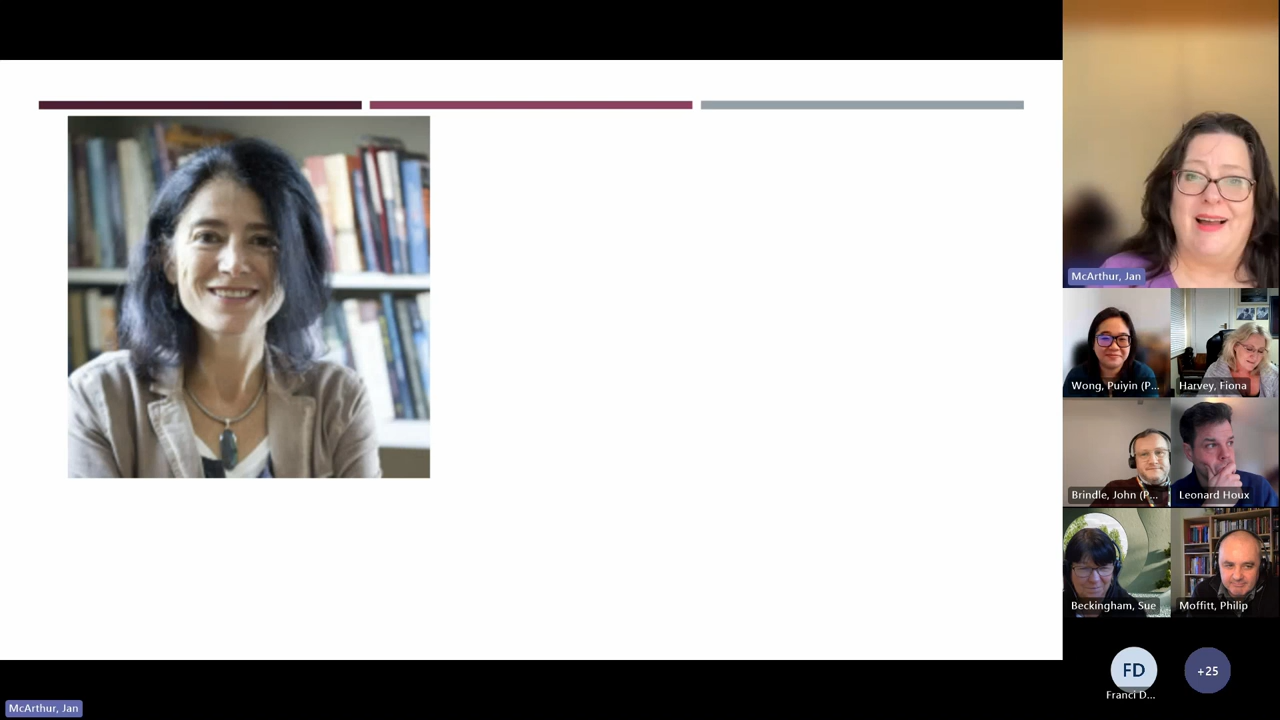 McArthur, Jan
Wong, Puiyin (P...
Harvey, Fiona
Brindle, John (P...
Leonard Houx
Beckingham, Sue
Moffitt, Philip
FD
+25
Franci D...
McArthur, Jan